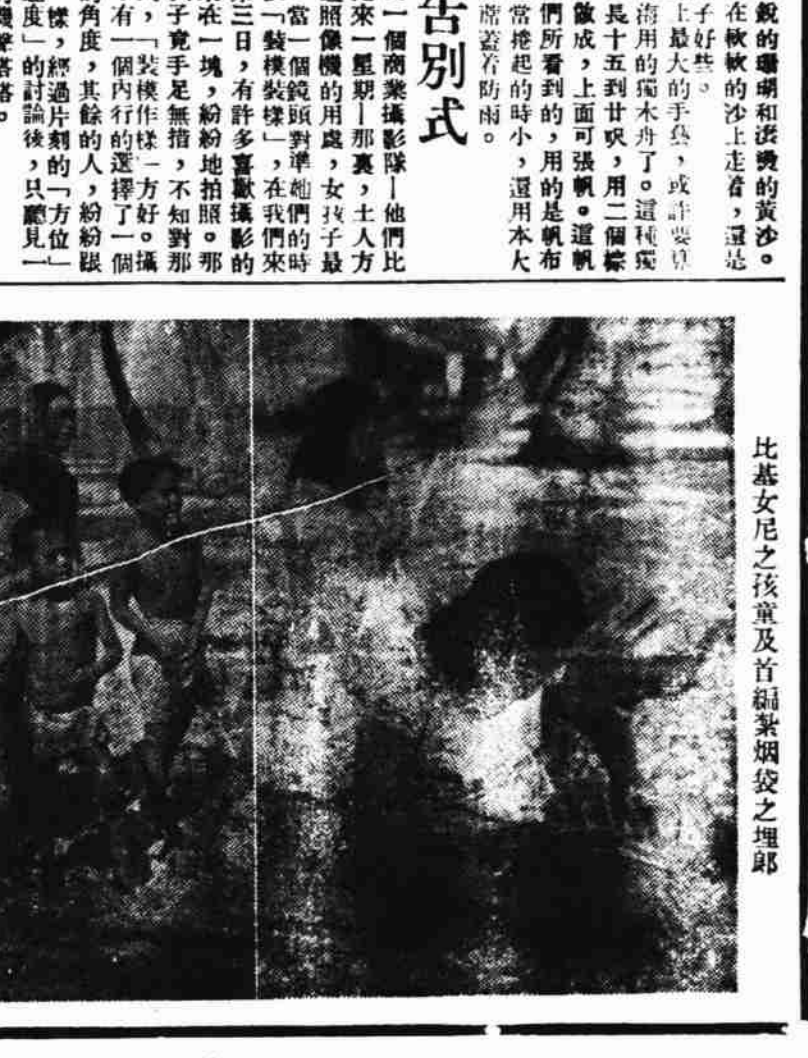 銳的珊瑚和滾燙的黃沙。
在軟軟的沙上走着，還是
子好些。
上最大的手藝，或許要算
海用的獨木舟了。這種獨
長十五到廿呎，用二個棕
做成，上面可張帆。這帆
們所看到的，用的是帆布
當捲起的時小，還用本大
蓆蓋着防雨。
告別式
一個商業攝影隊—他們比
來一星期—那裏，土人方
照像機的用處，女孩子最
當一個鏡頭對準她們的時
「裝模裝樣」，在我們來
三日，有許多喜歡攝影的
在一塊，紛紛地拍照。那
子竟手足無措，不知對那
，「裝模作樣」一方好。攝
有一個內行的選擇了一個
角度，其餘的人，紛紛跟
樣，經過片刻的「方位」
度」的討論後，只聽見一
機聲嗒嗒。
比基女尼之孩童及首編紮烟袋之埋郎